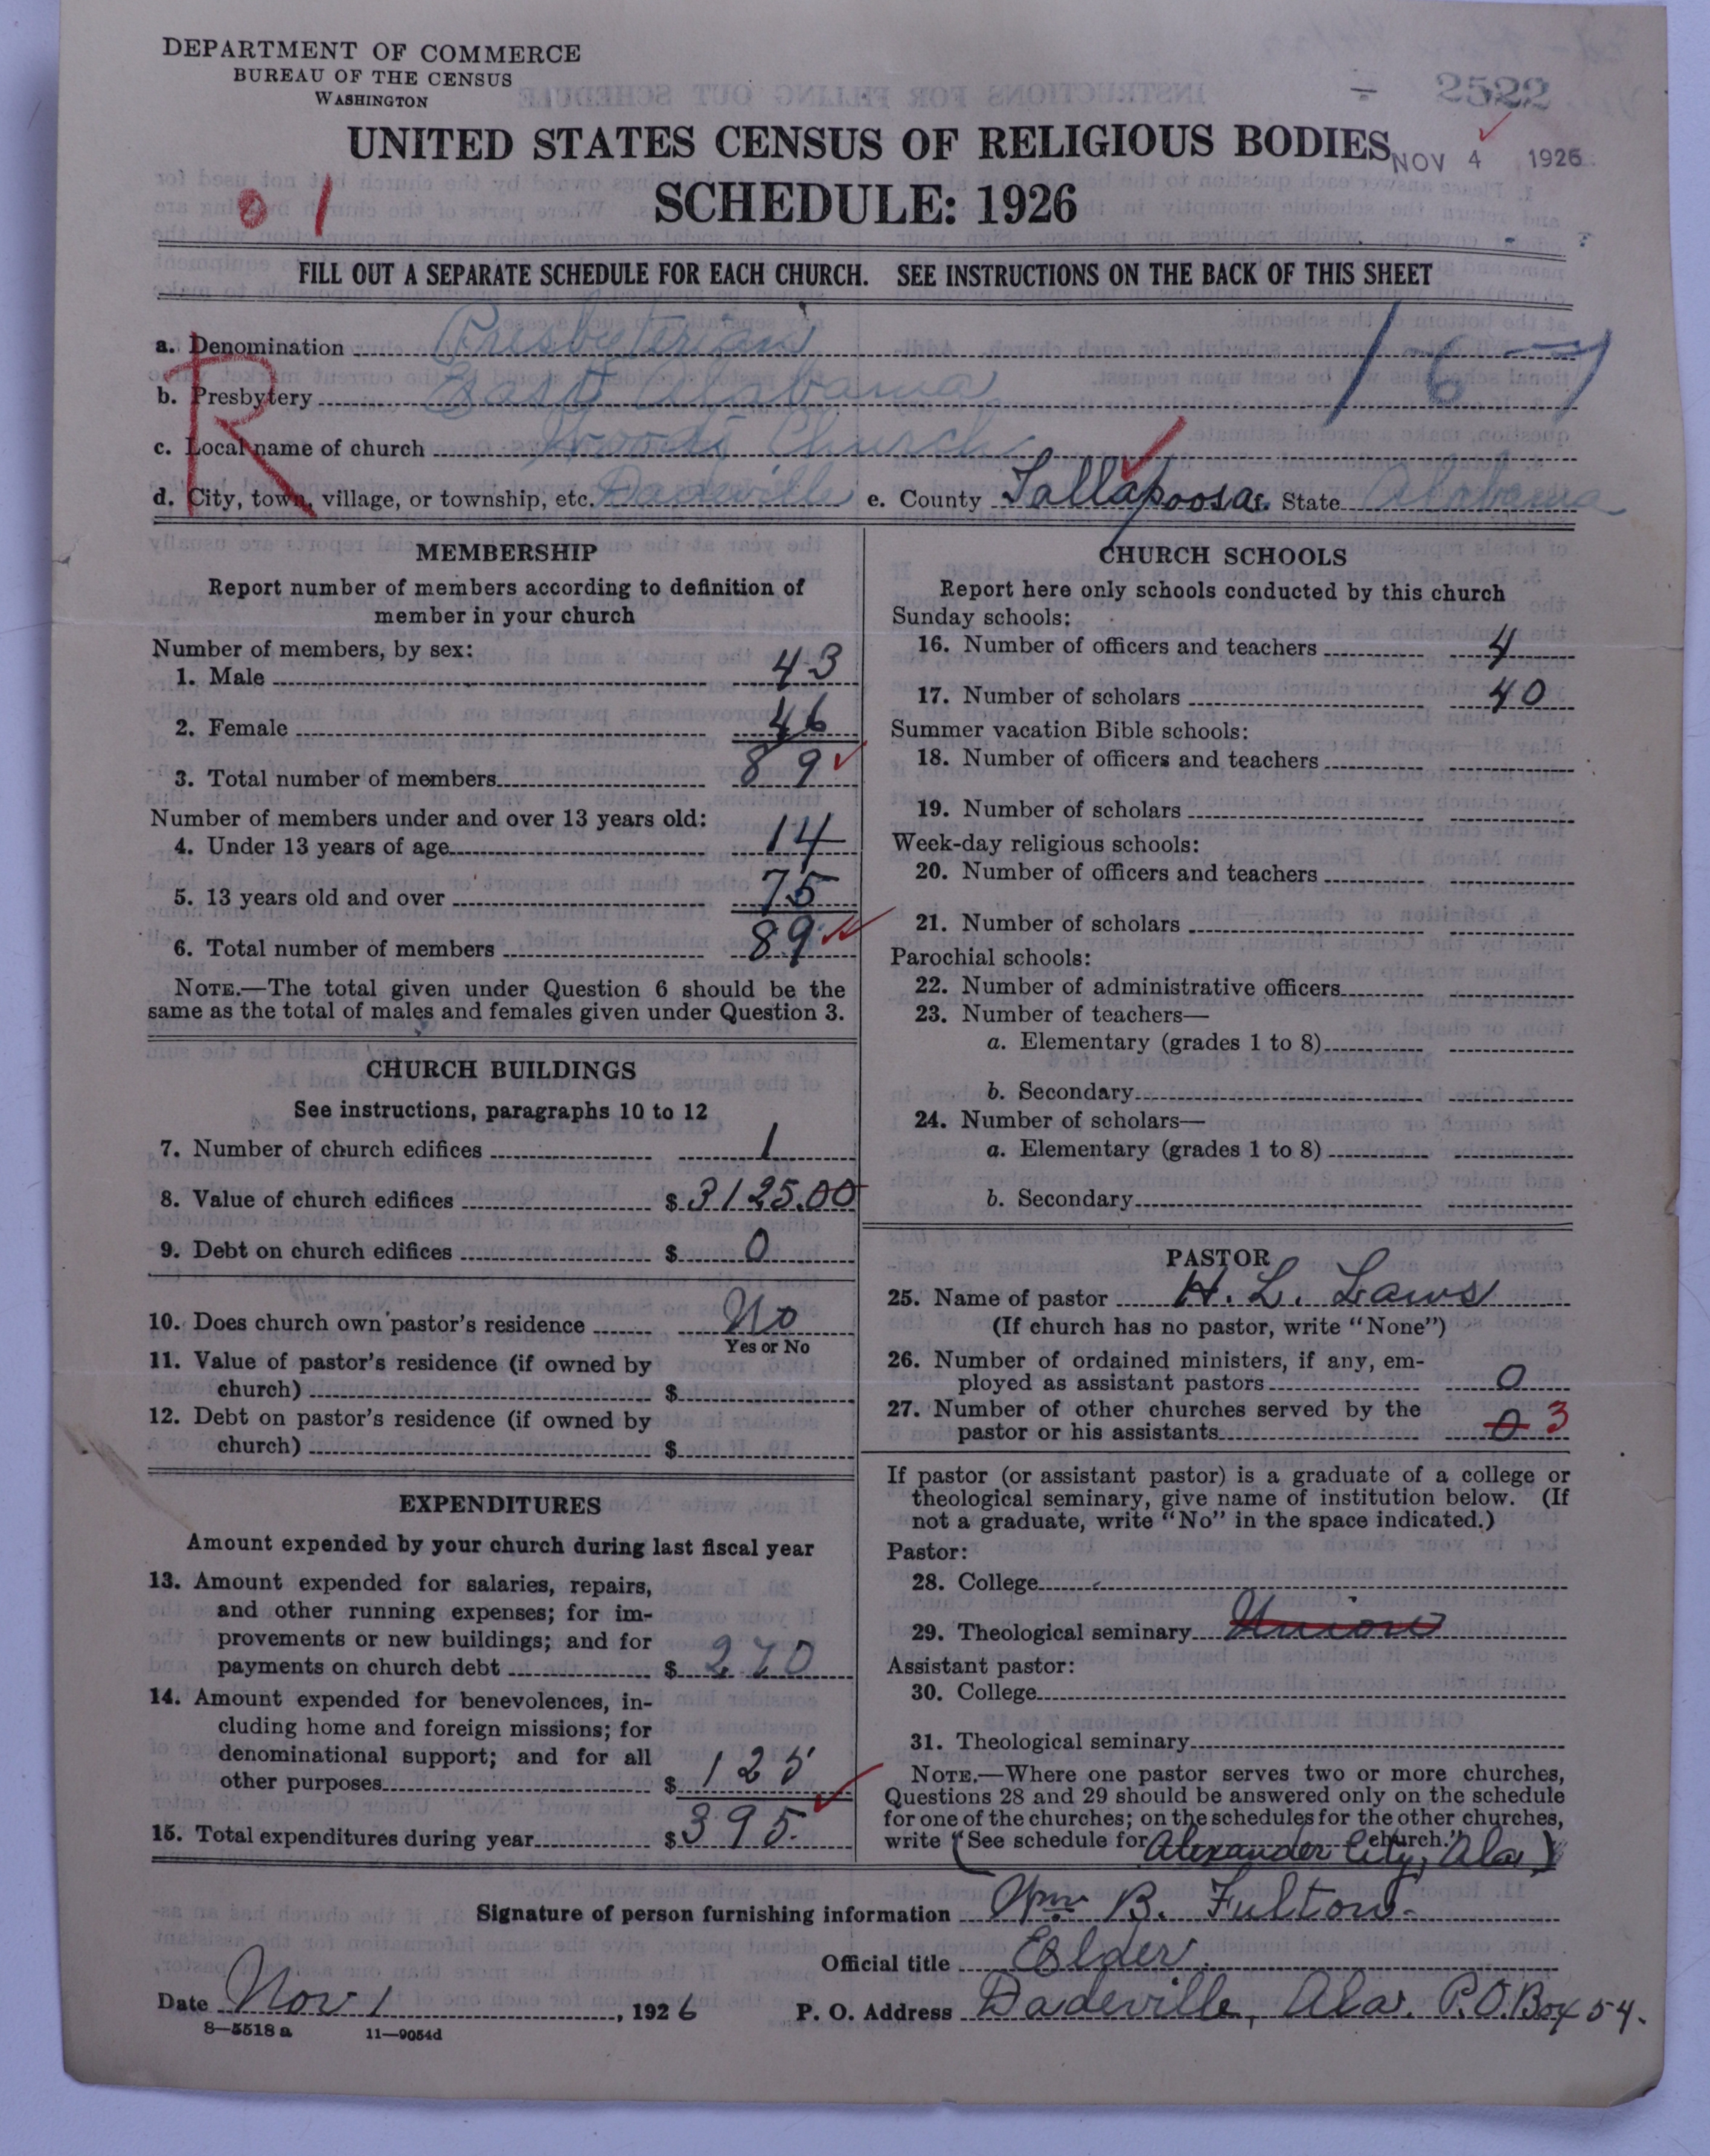 DEPARTMENT OF COMMERCE
BUREAU OF THE CENSUS
WASHINGTON
2522
UNITED STATES CENSUS OF RELIGIOUS BODIES
NOV 4 1926
SCHEDULE: 1926
01
FILL OUT A SEPARATE SCHEDULE FOR EACH CHURCH. SEE INSTRUCTIONS ON THE BACK OF THIS SHEET
R
1-6-7
a. Denomination Presbyterian
b. Presbytery East Alabama
c. Local name of church Woods Church
d. City, town, village, or township, etc. Dadeville e. County Tallapoosa f. State Alabama
MEMBERSHIP
Report number of members according to definition of
member in your church
Number of members, by sex:
1. Male 43
2. Female 46
3. Total number of members 89
Number of members under and over 13 years old:
4. Under 13 years of age 14
5. 13 years old and over 75
6. Total number of members 89
NOTE.—The total given under Question 6 should be the
same as the total of males and females given under Question 3.
CHURCH BUILDINGS
See instructions, paragraphs 10 to 12
7. Number of church edifices 1
8. Value of church edifices $3125.00
9. Debt on church edifices $ 0
10. Does church own pastor's residence No
Yes or No
11. Value of pastor's residence (if owned by
church) $
12. Debt on pastor's residence (if owned by
church) $
EXPENDITURES
Amount expended by your church during last fiscal year
13. Amount expended for salaries, repairs,
and other running expenses; for im-
provements or new buildings; and for
payments on church debt $ 270
14. Amount expended for benevolences, in-
cluding home and foreign missions; for
denominational support; and for all
other purposes $ 125
15. Total expenditures during year $395.
CHURCH SCHOOLS
Report here only schools conducted by this church
Sunday schools:
16. Number of officers and teachers 4
17. Number of scholars 40
Summer vacation Bible schools:
18. Number of officers and teachers
19. Number of scholars
Week-day religious schools:
20. Number of officers and teachers
21. Number of scholars
Parochial schools:
22. Number of administrative officers
23. Number of teachers—
a. Elementary (grades 1 to 8)
b. Secondary
24. Number of scholars—
a. Elementary (grades 1 to 8)
b. Secondary
PASTOR
25. Name of pastor H. L. Laws
(If church has no pastor, write "None")
26. Number of ordained ministers, if any, em-
ployed as assistant pastors 0
27. Number of other churches served by the
pastor or his assistants 0 3
If pastor (or assistant pastor) is a graduate of a college or
theological seminary, give name of institution below. (If
not a graduate, write "No" in the space indicated.)
Pastor:
28. College
29. Theological seminary Union
Assistant pastor:
30. College
31. Theological seminary
NOTE.—Where one pastor serves two or more churches,
Questions 28 and 29 should be answered only on the schedule
for one of the churches; on the schedules for the other churches,
write ("See schedule for Alexander City, Ala) church."
Signature of person furnishing information Wm B. Fulton
Official title Elder
Date Nov 1, 1926 P. O. Address Dadeville, Ala. P.O. Box 54.
8—5518 a 11—9054d